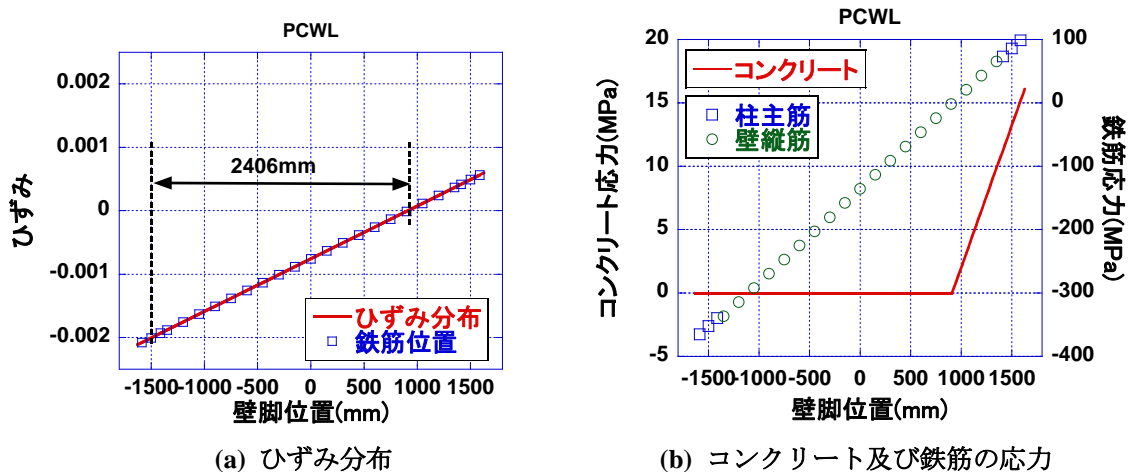 PCWL
0.002
0.001
0
-0.001
-0.002
ひずみ
2406mm
ひずみ分布
鉄筋位置
-1500 -1000 -500 0 500 1000 1500
壁脚位置(mm)
(a) ひずみ分布
PCWL
20
15
10
5
0
-5
コンクリート応力(MPa)
コンクリート
柱主筋
壁縦筋
100
0
-100
-200
-300
-400
鉄筋応力(MPa)
-1500 -1000 -500 0 500 1000 1500
壁脚位置(mm)
(b) コンクリート及び鉄筋の応力